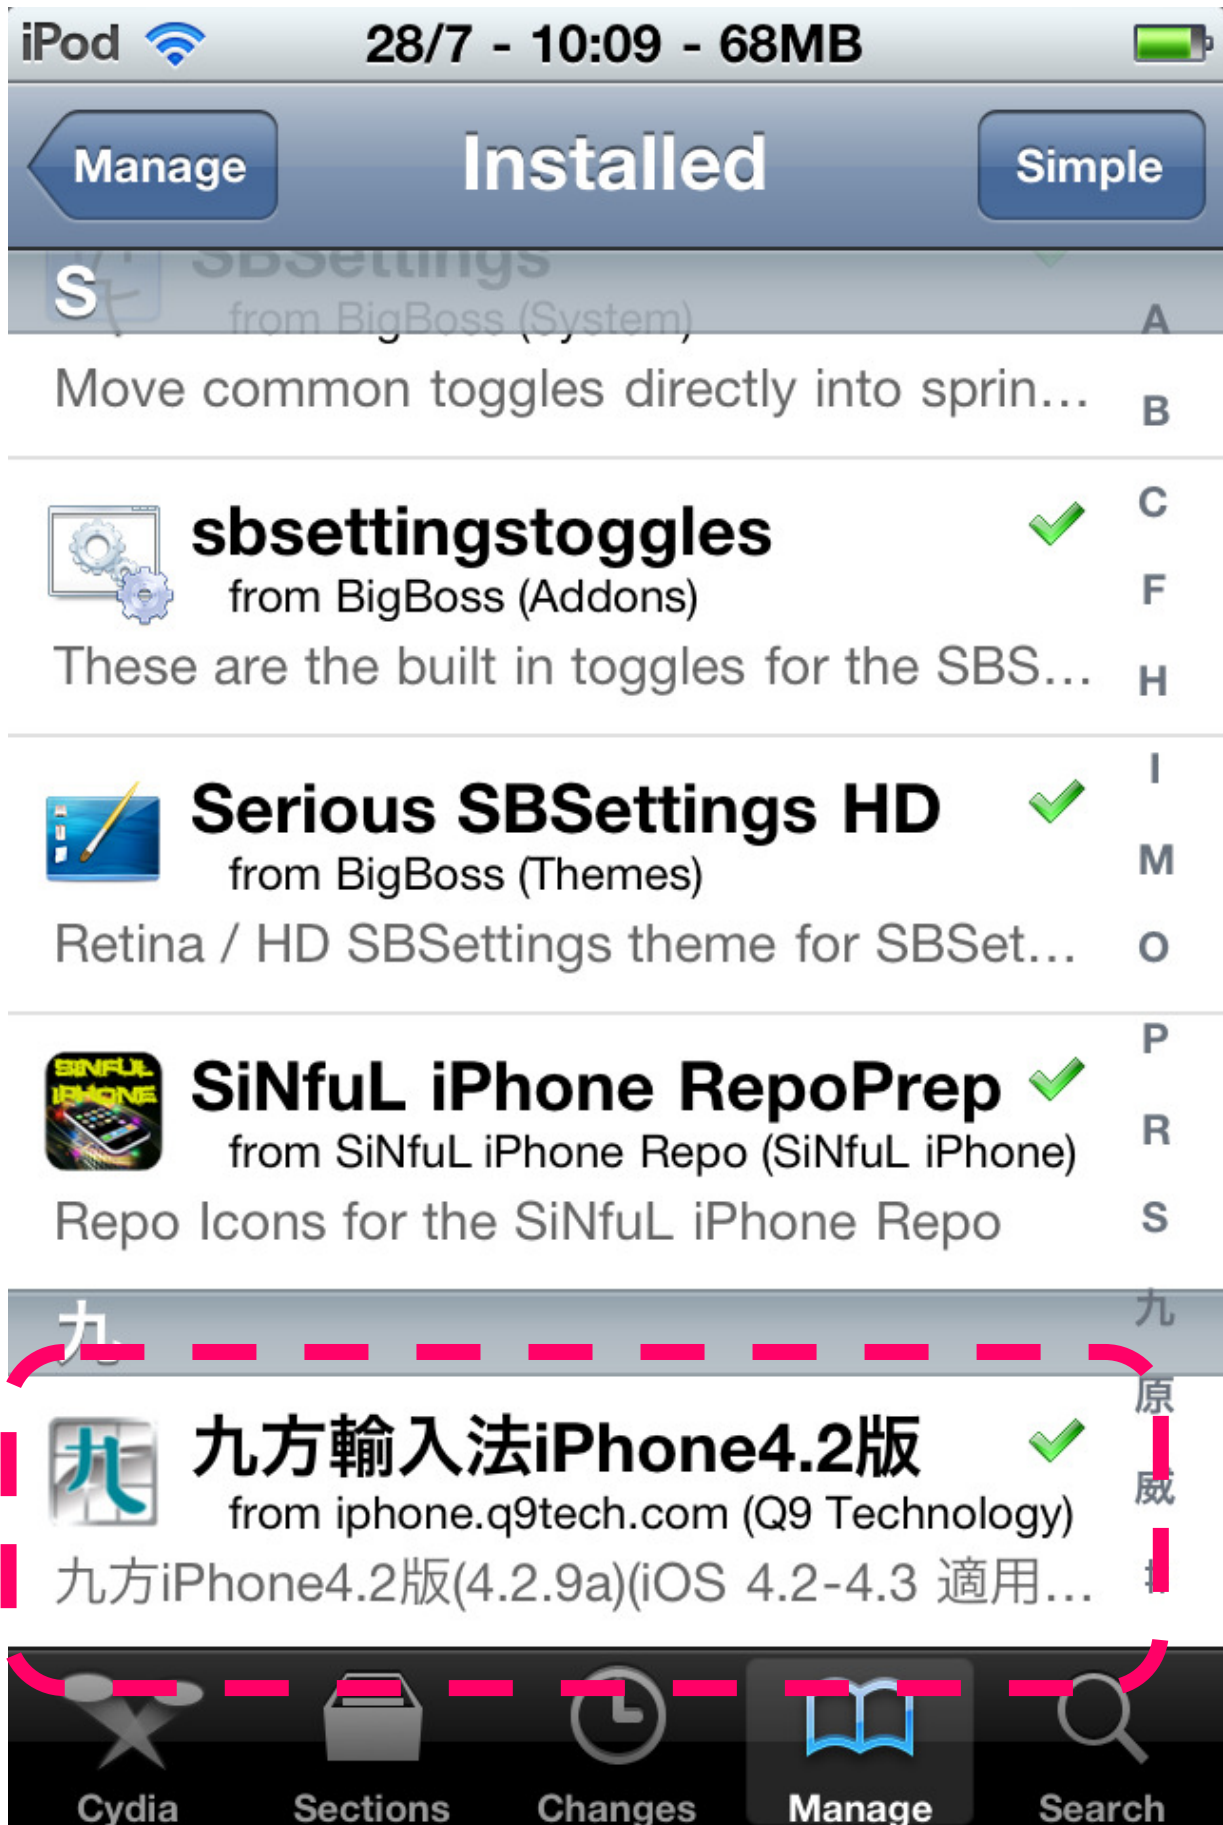 iPod 28/7 - 10:09 - 68MB
Manage Installed Simple
SBSettings
S
from BigBoss (System)
A
Move common toggles directly into sprin...
B
C
sbsettingstoggles
from BigBoss (Addons)
F
These are the built in toggles for the SBS...
H
I
Serious SBSettings HD
from BigBoss (Themes)
M
Retina / HD SBSettings theme for SBSet...
O
P
SINFUL
IPHONE
SiNfuL iPhone RepoPrep
from SiNfuL iPhone Repo (SiNfuL iPhone)
R
Repo Icons for the SiNfuL iPhone Repo
S
九
九
原
九
九方輸入法iPhone4.2版
威
from iphone.q9tech.com (Q9 Technology)
九方iPhone4.2版(4.2.9a)(iOS 4.2-4.3 適用...
#
Cydia Sections Changes Manage Search